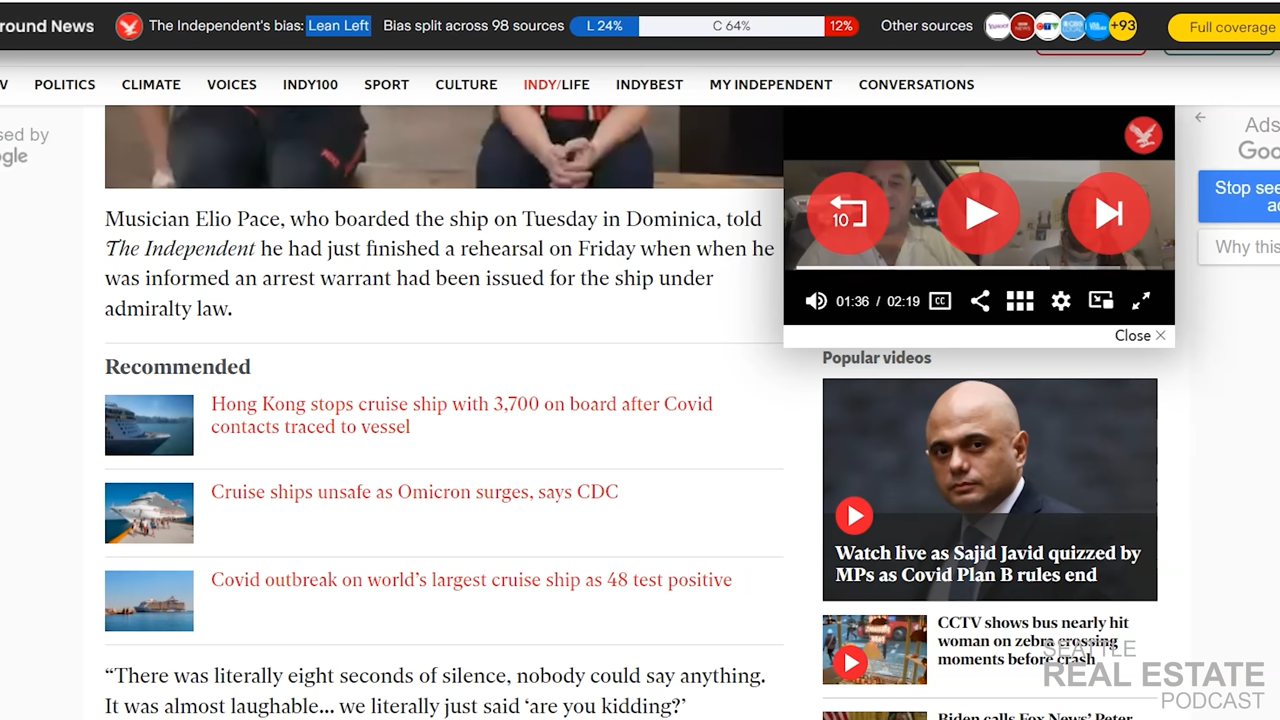 round News
The Independent's bias: Lean Left
Bias split across 98 sources
L 24%
C 64%
12%
Other sources
+93
Full coverage
V
POLITICS
CLIMATE
VOICES
INDY100
SPORT
CULTURE
INDY/LIFE
INDYBEST
MY INDEPENDENT
CONVERSATIONS
sed by
gle
Musician Elio Pace, who boarded the ship on Tuesday in Dominica, told
The Independent he had just finished a rehearsal on Friday when when he
was informed an arrest warrant had been issued for the ship under
admiralty law.
10
01:36 / 02:19
CC
Close
Ads
Goo
Stop see
ad
Why this
Recommended
Hong Kong stops cruise ship with 3,700 on board after Covid
contacts traced to vessel
Cruise ships unsafe as Omicron surges, says CDC
Covid outbreak on world's largest cruise ship as 48 test positive
“There was literally eight seconds of silence, nobody could say anything.
It was almost laughable... we literally just said ‘are you kidding?’
Popular videos
Watch live as Sajid Javid quizzed by
MPs as Covid Plan B rules end
CCTV shows bus nearly hit
woman on zebra crossing
moments before crash
Biden calls Fox News' Peter
SEATTLE
REAL ESTATE
PODCAST